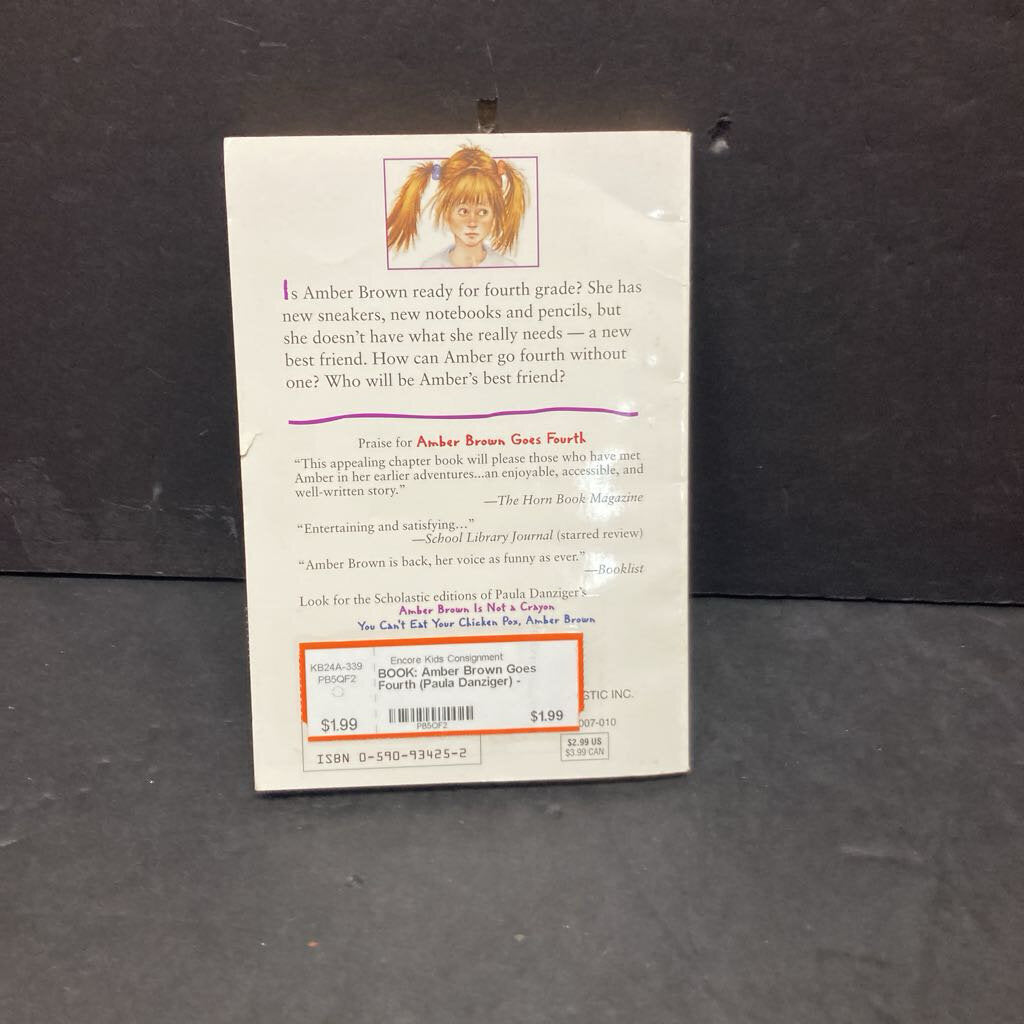 Is Amber Brown ready for fourth grade? She has
new sneakers, new notebooks and pencils, but
she doesn't have what she really needs — a new
best friend. How can Amber go fourth without
one? Who will be Amber's best friend?
Praise for Amber Brown Goes Fourth
“This appealing chapter book will please those who have met
Amber in her earlier adventures...an enjoyable, accessible, and
well-written story.”
—The Horn Book Magazine
“Entertaining and satisfying...”
—School Library Journal (starred review)
“Amber Brown is back, her voice as funny as ever.”
—Booklist
Look for the Scholastic editions of Paula Danziger's
Amber Brown Is Not a Crayon
You Can't Eat Your Chicken Pox, Amber Brown
KB24A-339
PB5QF2
$1.99
Encore Kids Consignment
BOOK: Amber Brown Goes
Fourth (Paula Danziger) -
PB5QF2
$1.99
STIC INC.
007-010
ISBN 0-590-93425-2
$2.99 US
$3.99 CAN